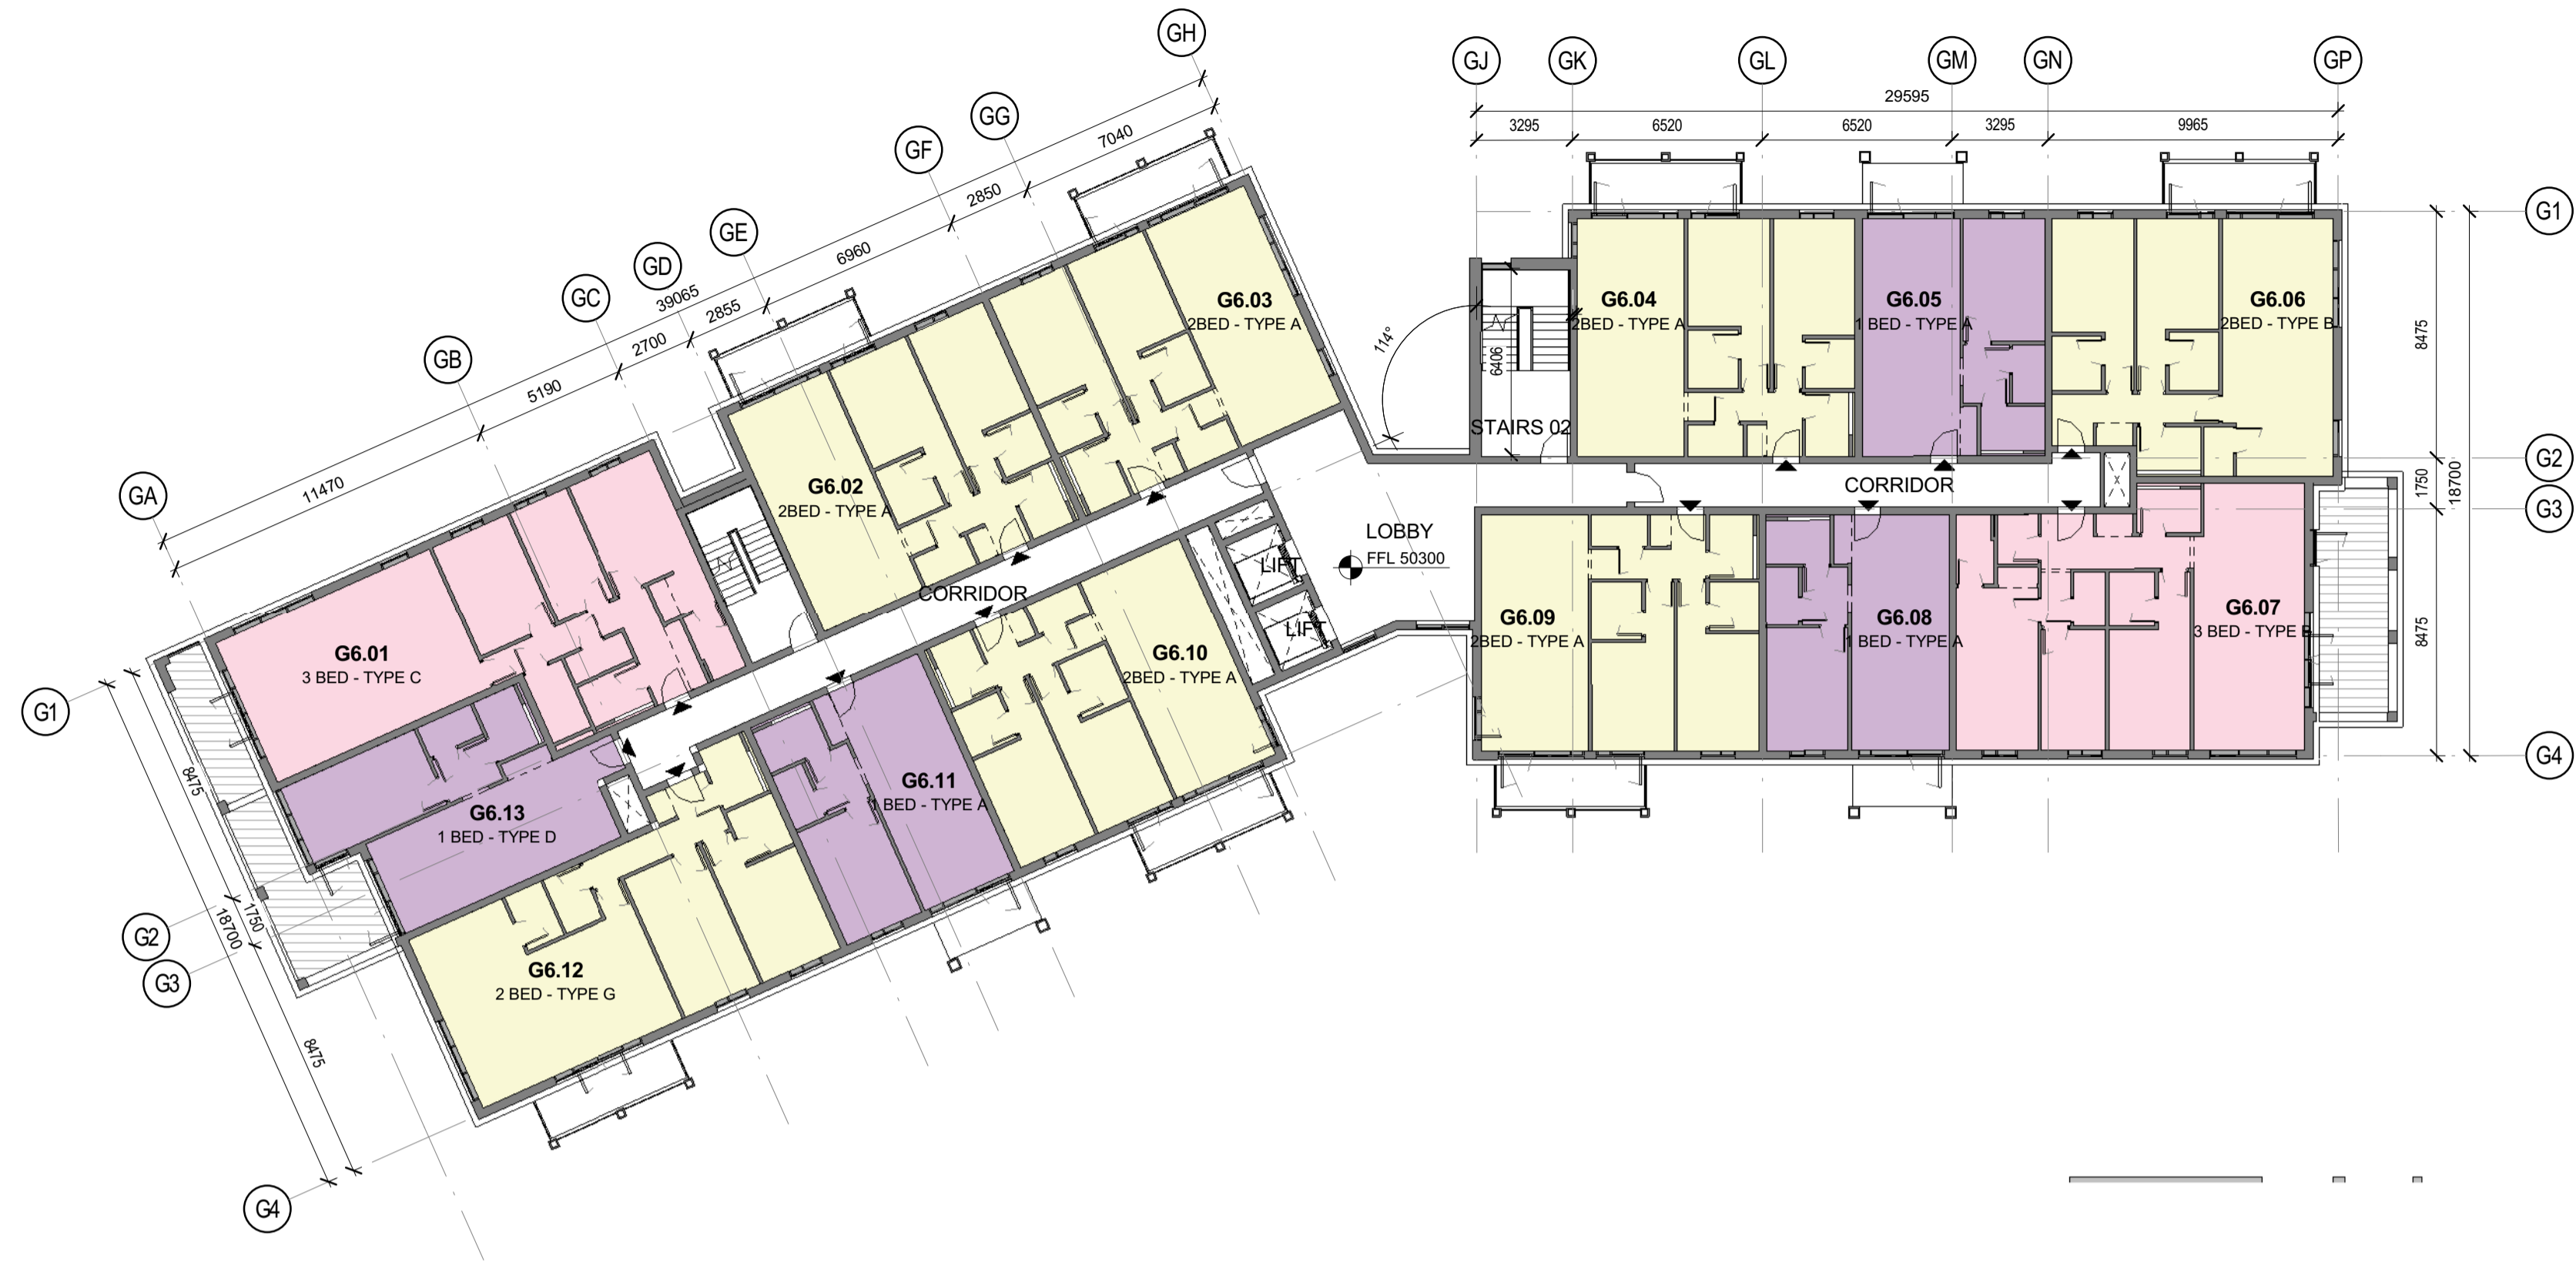 GH
GJ
GK
GL
GM
GN
GP
29595
3295
6520
6520
3295
9965
GG
7040
GF
2850
GE
6960
GD
39065
2855
GC
2700
GB
5190
GA
11470
G1
G2
G3
G4
8475
1750
18700
8475
G6.01
3 BED - TYPE C
G6.02
2BED - TYPE A
G6.03
2BED - TYPE A
114°
6406
STAIRS 02
G6.04
2BED - TYPE A
G6.05
1 BED - TYPE A
G6.06
2BED - TYPE B
CORRIDOR
LOBBY
FFL 50300
LIFT
LIFT
CORRIDOR
G6.07
3 BED - TYPE B
G6.08
1 BED - TYPE A
G6.09
2BED - TYPE A
G6.10
2BED - TYPE A
G6.11
1 BED - TYPE A
G6.12
2 BED - TYPE G
G6.13
1 BED - TYPE D
G1
G2
G3
G4
8475
1750
18700
8475